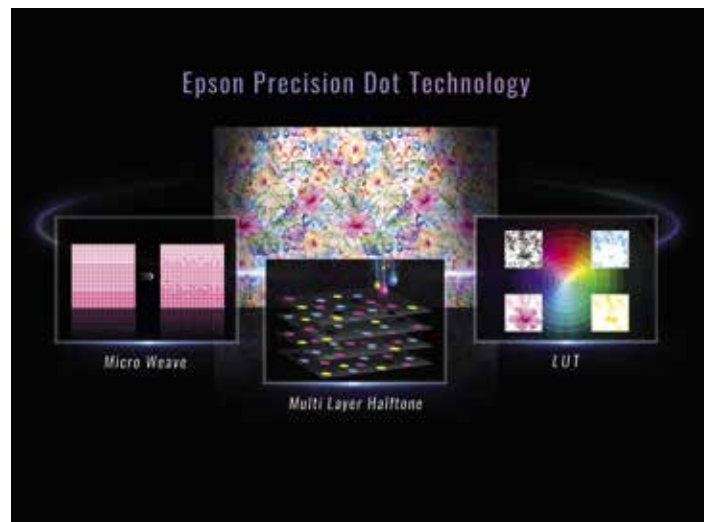 Epson Precision Dot Technology
Micro Weave
LUT
Multi Layer Halftone